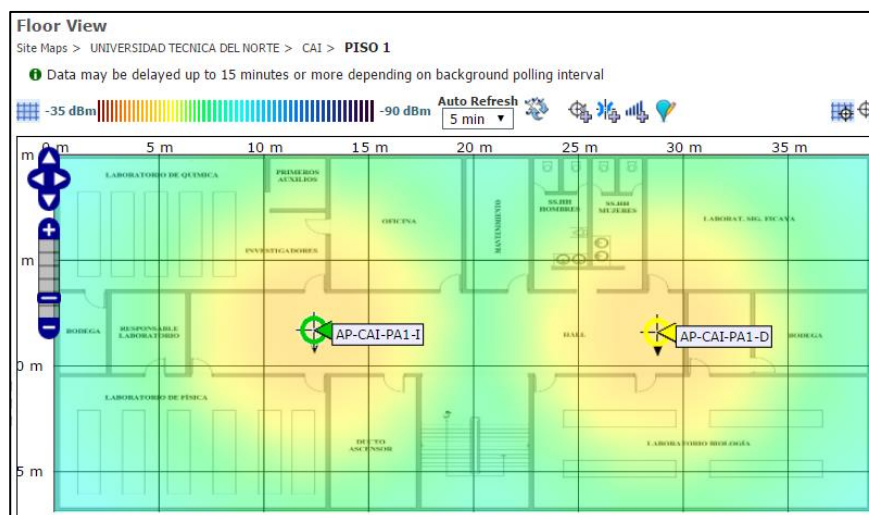 Floor View
Site Maps > UNIVERSIDAD TECNICA DEL NORTE > CAI > PISO 1
Data may be delayed up to 15 minutes or more depending on background polling interval
-35 dBm -90 dBm Auto Refresh
5 min
0 m 5 m 10 m 15 m 20 m 25 m 30 m 35 m
m
LABORATORIO DE QUIMICA
PRIMEROS
AUXILIOS
SS.HH
HOMBRES
SS.HH
MUJERES
OFICINA
MANTENIMIENTO
LABORAT. SIG. FICAYA
INVESTIGADORES
m
BODEGA
RESPONSABLE
LABORATORIO
AP-CAI-PA1-I
HALL
AP-CAI-PA1-D
BODEGA
0 m
LABORATORIO DE FÍSICA
DUCTO
ASCENSOR
LABORATORIO BIOLOGÍA
5 m